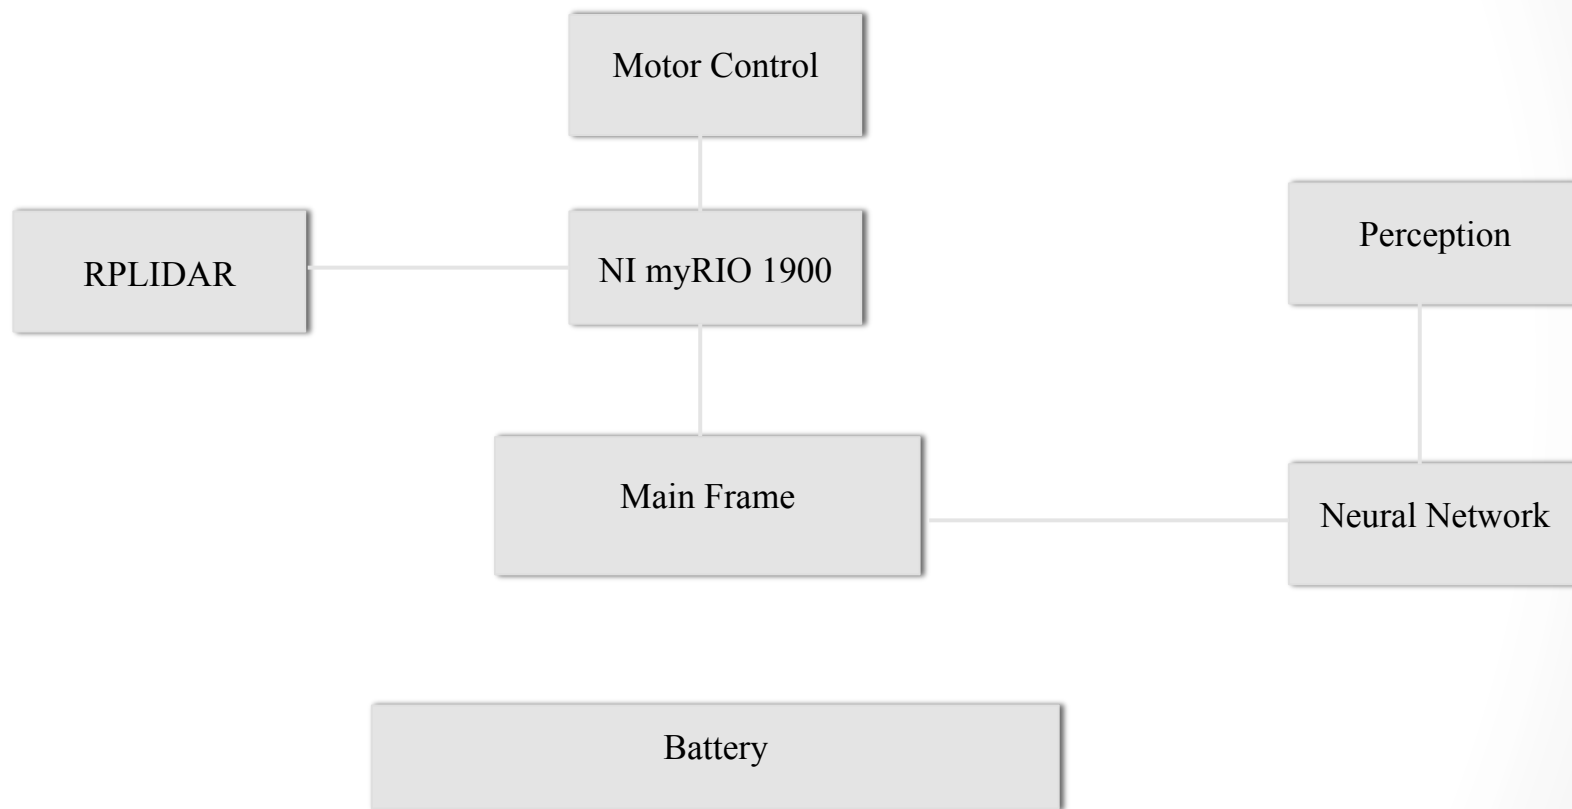 Motor Control
Perception
RPLIDAR
NI myRIO 1900
Main Frame
Neural Network
Battery